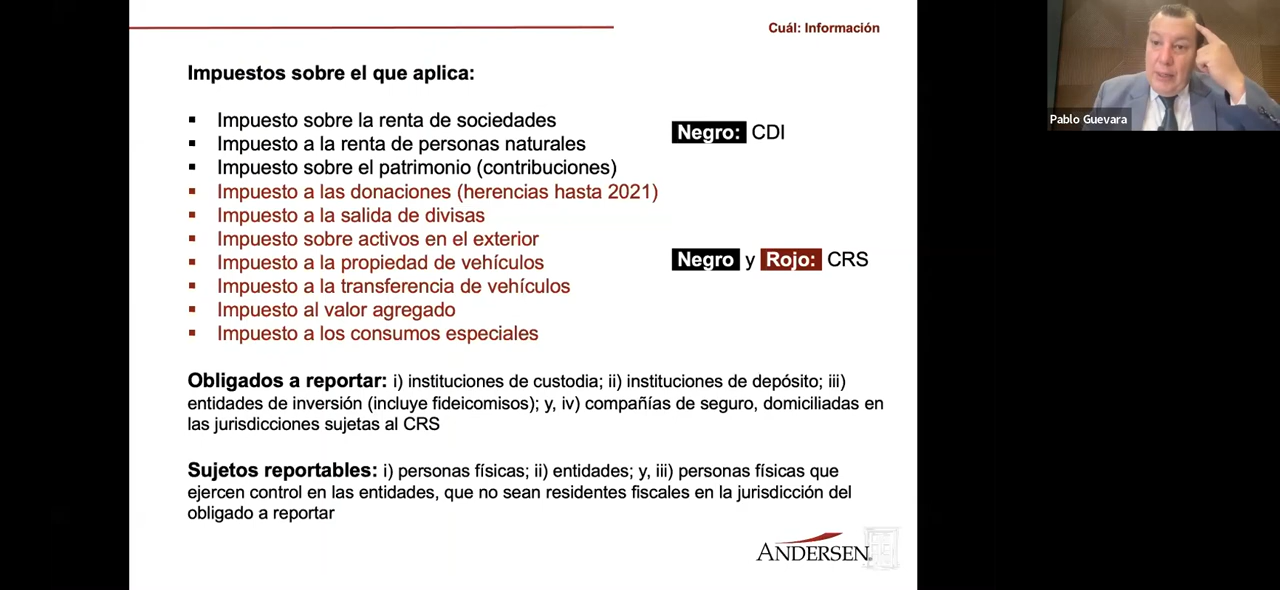 Cuál: Información
Impuestos sobre el que aplica:
▪ Impuesto sobre la renta de sociedades
▪ Impuesto a la renta de personas naturales
▪ Impuesto sobre el patrimonio (contribuciones)
▪ Impuesto a las donaciones (herencias hasta 2021)
▪ Impuesto a la salida de divisas
▪ Impuesto sobre activos en el exterior
▪ Impuesto a la propiedad de vehículos
▪ Impuesto a la transferencia de vehículos
▪ Impuesto al valor agregado
▪ Impuesto a los consumos especiales
Negro: CDI
Negro y Rojo: CRS
Obligados a reportar: i) instituciones de custodia; ii) instituciones de depósito; iii)
entidades de inversión (incluye fideicomisos); y, iv) compañías de seguro, domiciliadas en
las jurisdicciones sujetas al CRS
Sujetos reportables: i) personas físicas; ii) entidades; y, iii) personas físicas que
ejercen control en las entidades, que no sean residentes fiscales en la jurisdicción del
obligado a reportar
ANDERSEN®
Pablo Guevara